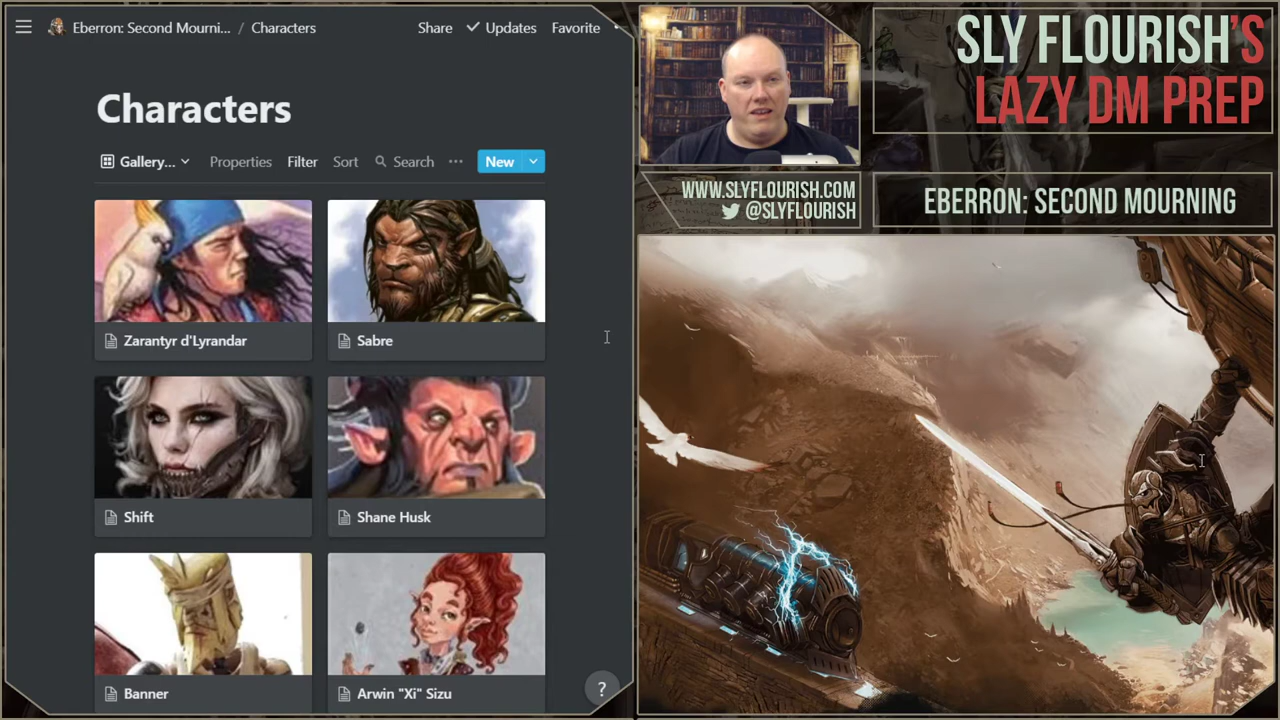 Eberron: Second Mourni... / Characters
Share
Updates
Favorite
Characters
Gallery...
Properties
Filter
Sort
Search
New
Zarantyr d'Lyrandar
Sabre
Shift
Shane Husk
Banner
Arwin "Xi" Sizu
?
SLY FLOURISH'S
LAZY DM PREP
WWW.SLYFLOURISH.COM
@SLYFLOURISH
EBERRON: SECOND MOURNING